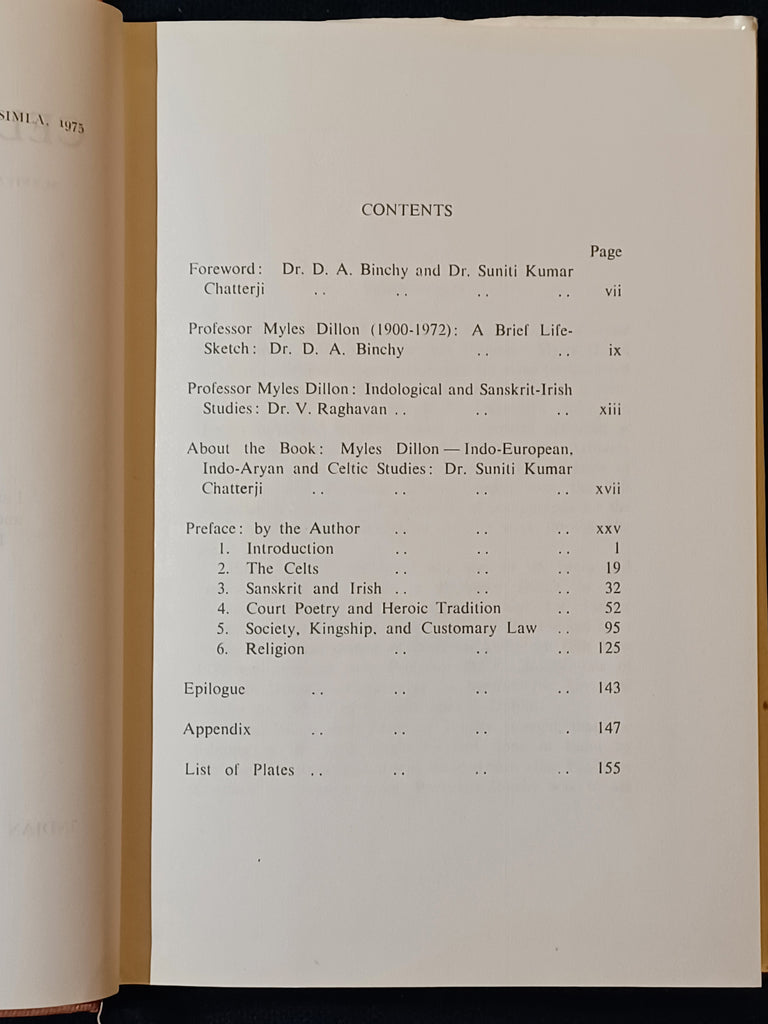 SIMLA, 1975
CONTENTS
Page
Foreword: Dr. D. A. Binchy and Dr. Suniti Kumar
Chatterji .. .. .. .. vii
Professor Myles Dillon (1900-1972): A Brief Life-
Sketch: Dr. D. A. Binchy .. .. ix
Professor Myles Dillon: Indological and Sanskrit-Irish
Studies: Dr. V. Raghavan .. .. .. xiii
About the Book: Myles Dillon — Indo-European,
Indo-Aryan and Celtic Studies: Dr. Suniti Kumar
Chatterji .. .. .. .. xvii
Preface: by the Author .. .. .. xxv
1. Introduction .. .. .. 1
2. The Celts .. .. .. 19
3. Sanskrit and Irish .. .. .. 32
4. Court Poetry and Heroic Tradition .. 52
5. Society, Kingship, and Customary Law .. 95
6. Religion .. .. .. 125
Epilogue .. .. .. .. 143
Appendix .. .. .. . 147
List of Plates .. .. .. .. 155